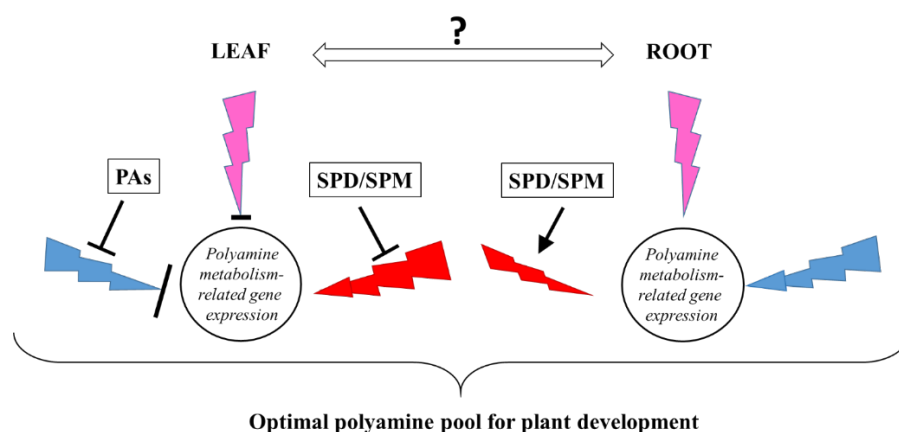 ?
LEAF
ROOT
PAs
SPD/SPM
SPD/SPM
Polyamine
metabolism-
related gene
expression
Polyamine
metabolism-
related gene
expression
Optimal polyamine pool for plant development